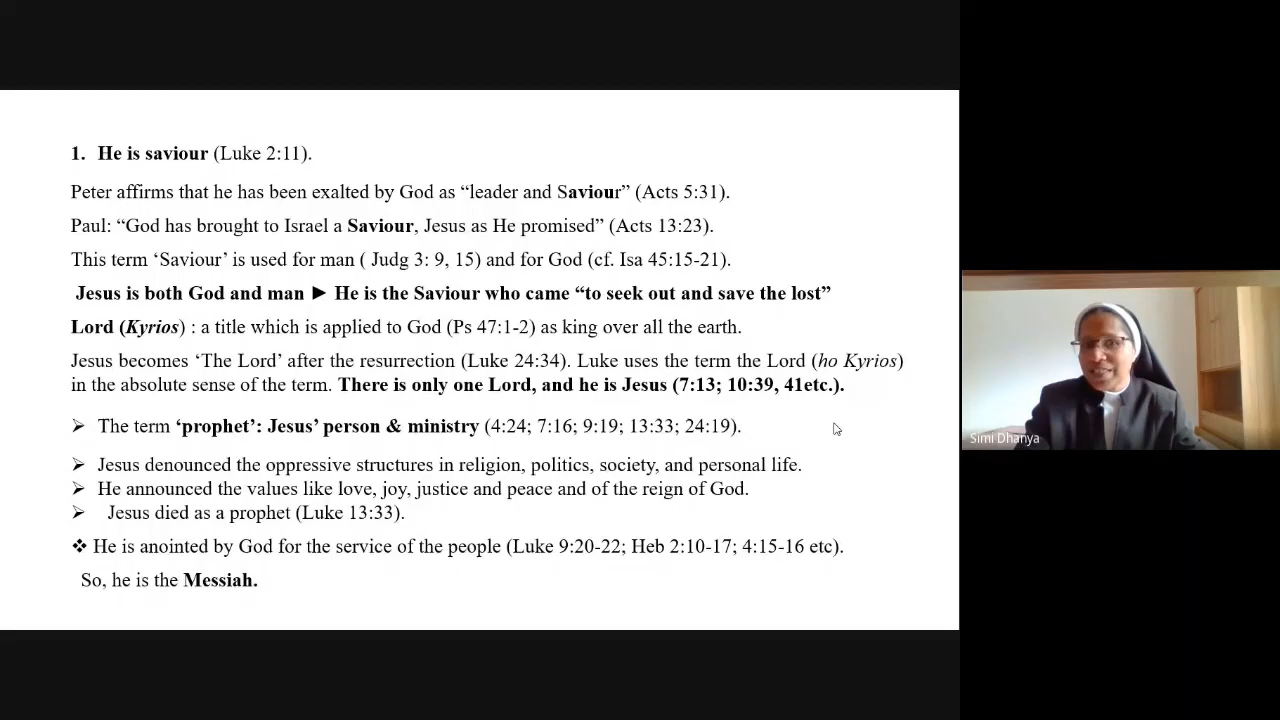 1. He is saviour (Luke 2:11).
Peter affirms that he has been exalted by God as “leader and Saviour” (Acts 5:31).
Paul: “God has brought to Israel a Saviour, Jesus as He promised” (Acts 13:23).
This term ‘Saviour’ is used for man ( Judg 3: 9, 15) and for God (cf. Isa 45:15-21).
Jesus is both God and man ► He is the Saviour who came “to seek out and save the lost”
Lord (Kyrios) : a title which is applied to God (Ps 47:1-2) as king over all the earth.
Jesus becomes ‘The Lord’ after the resurrection (Luke 24:34). Luke uses the term the Lord (ho Kyrios)
in the absolute sense of the term. There is only one Lord, and he is Jesus (7:13; 10:39, 41etc.).
➢ The term ‘prophet’: Jesus’ person & ministry (4:24; 7:16; 9:19; 13:33; 24:19).
➢ Jesus denounced the oppressive structures in religion, politics, society, and personal life.
➢ He announced the values like love, joy, justice and peace and of the reign of God.
➢ Jesus died as a prophet (Luke 13:33).
❖ He is anointed by God for the service of the people (Luke 9:20-22; Heb 2:10-17; 4:15-16 etc).
So, he is the Messiah.
Simi Dhanya